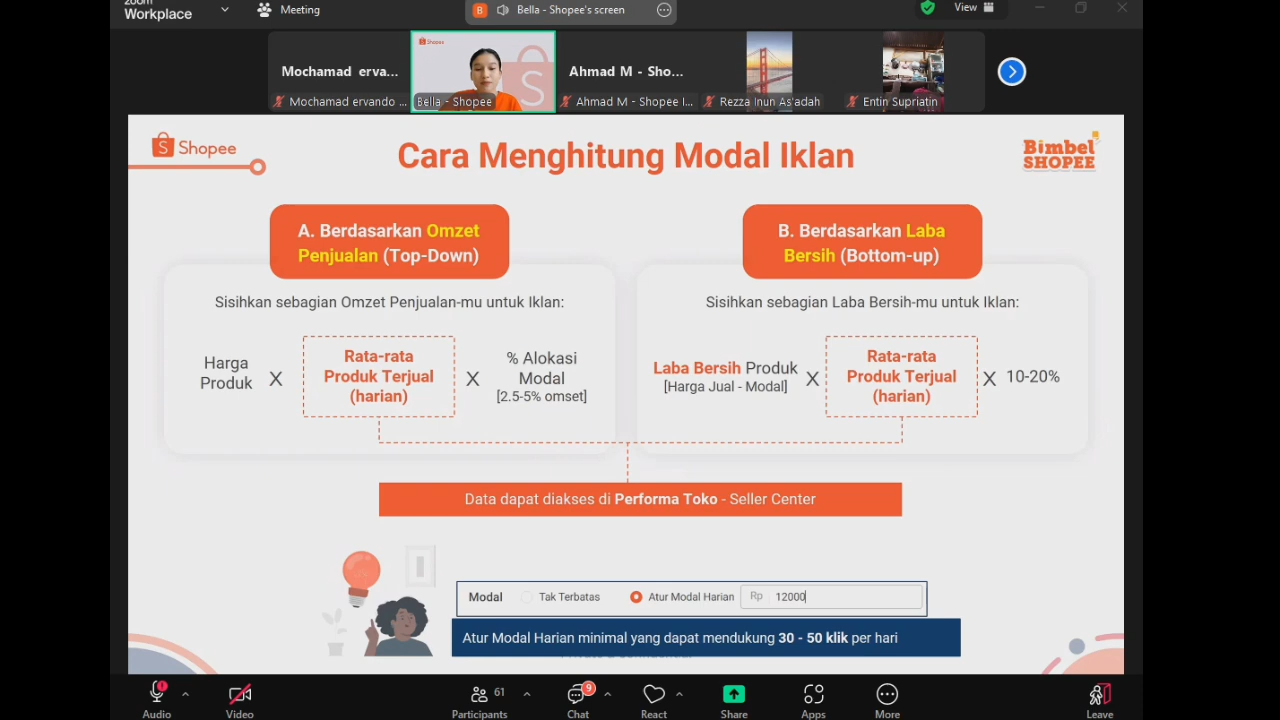 zoom
Workplace
Meeting
B
Bella - Shopee's screen
View
Mochamad erva...
Mochamad ervando ...
Shopee
Bella - Shopee
Ahmad M - Sho...
Ahmad M - Shopee I...
Rezza Inun As'adah
Entin Supriatin
Shopee
Cara Menghitung Modal Iklan
Bimbel
SHOPEE
A. Berdasarkan Omzet
Penjualan (Top-Down)
Sisihkan sebagian Omzet Penjualan-mu untuk Iklan:
Harga
Produk
X
Rata-rata
Produk Terjual
(harian)
X
% Alokasi
Modal
[2.5-5% omset]
B. Berdasarkan Laba
Bersih (Bottom-up)
Sisihkan sebagian Laba Bersih-mu untuk Iklan:
Laba Bersih Produk
[Harga Jual - Modal]
X
Rata-rata
Produk Terjual
(harian)
X
10-20%
Data dapat diakses di Performa Toko - Seller Center
Modal
Tak Terbatas
Atur Modal Harian
Rp
12000
Atur Modal Harian minimal yang dapat mendukung 30 - 50 klik per hari
Audio
Video
61
Participants
9
Chat
React
Share
Apps
More
Leave